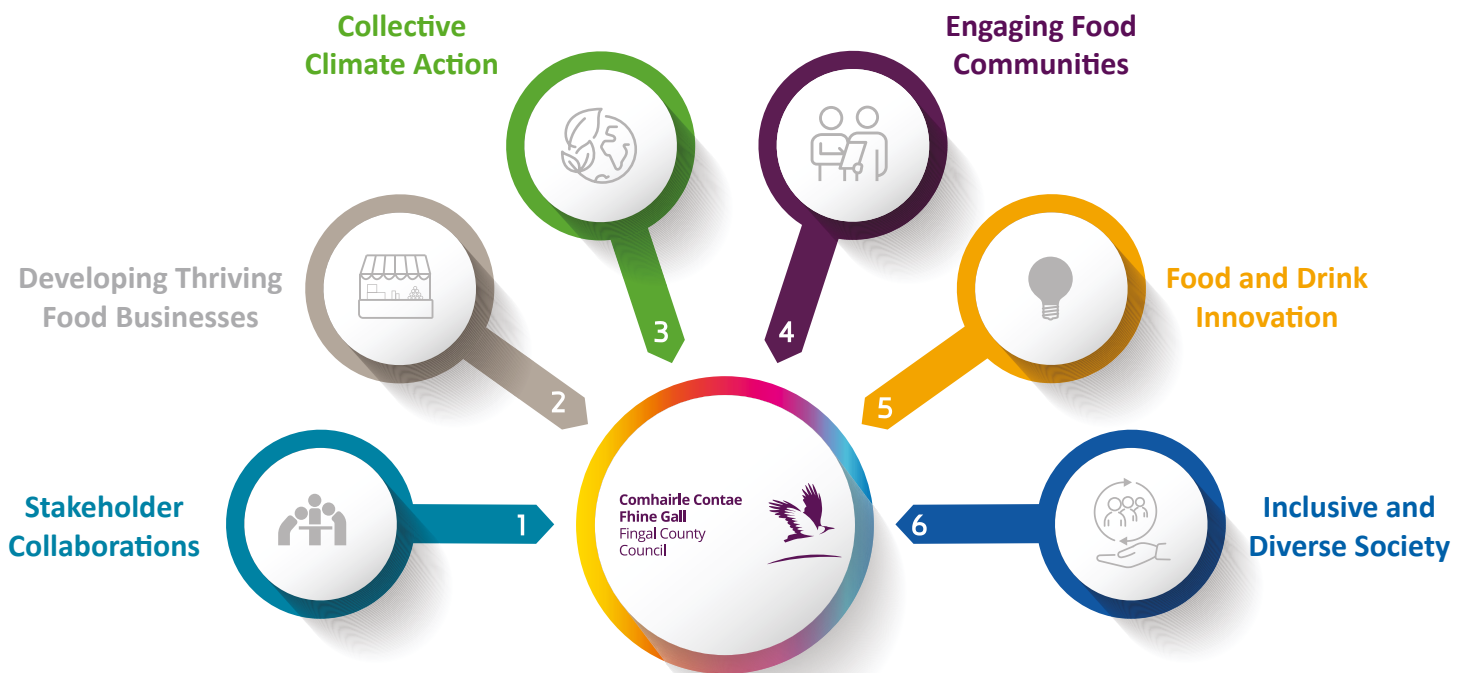 Collective
Climate Action
Engaging Food
Communities
Developing Thriving
Food Businesses
Food and Drink
Innovation
3
4
2
5
Stakeholder
Collaborations
1
Comhairle Contae
Fhine Gall
Fingal County
Council
6
Inclusive and
Diverse Society